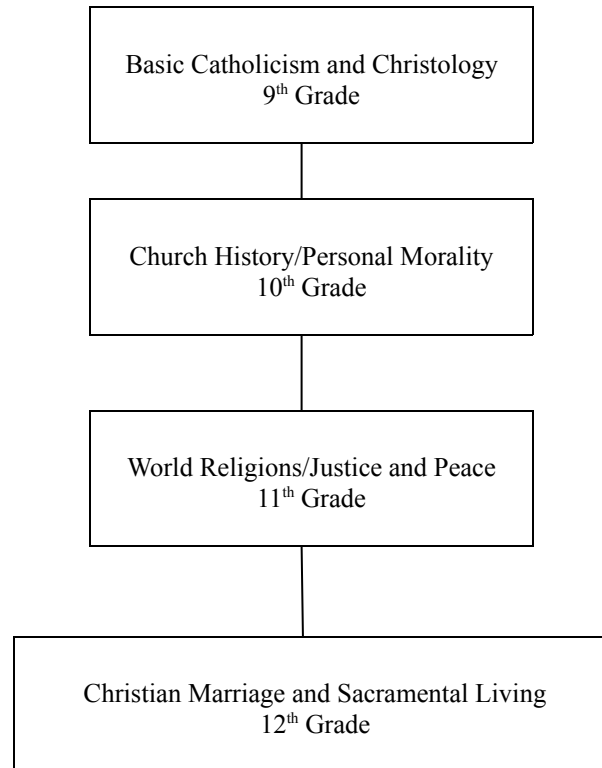 Basic Catholicism and Christology
9th Grade
Church History/Personal Morality
10th Grade
World Religions/Justice and Peace
11th Grade
Christian Marriage and Sacramental Living
12th Grade